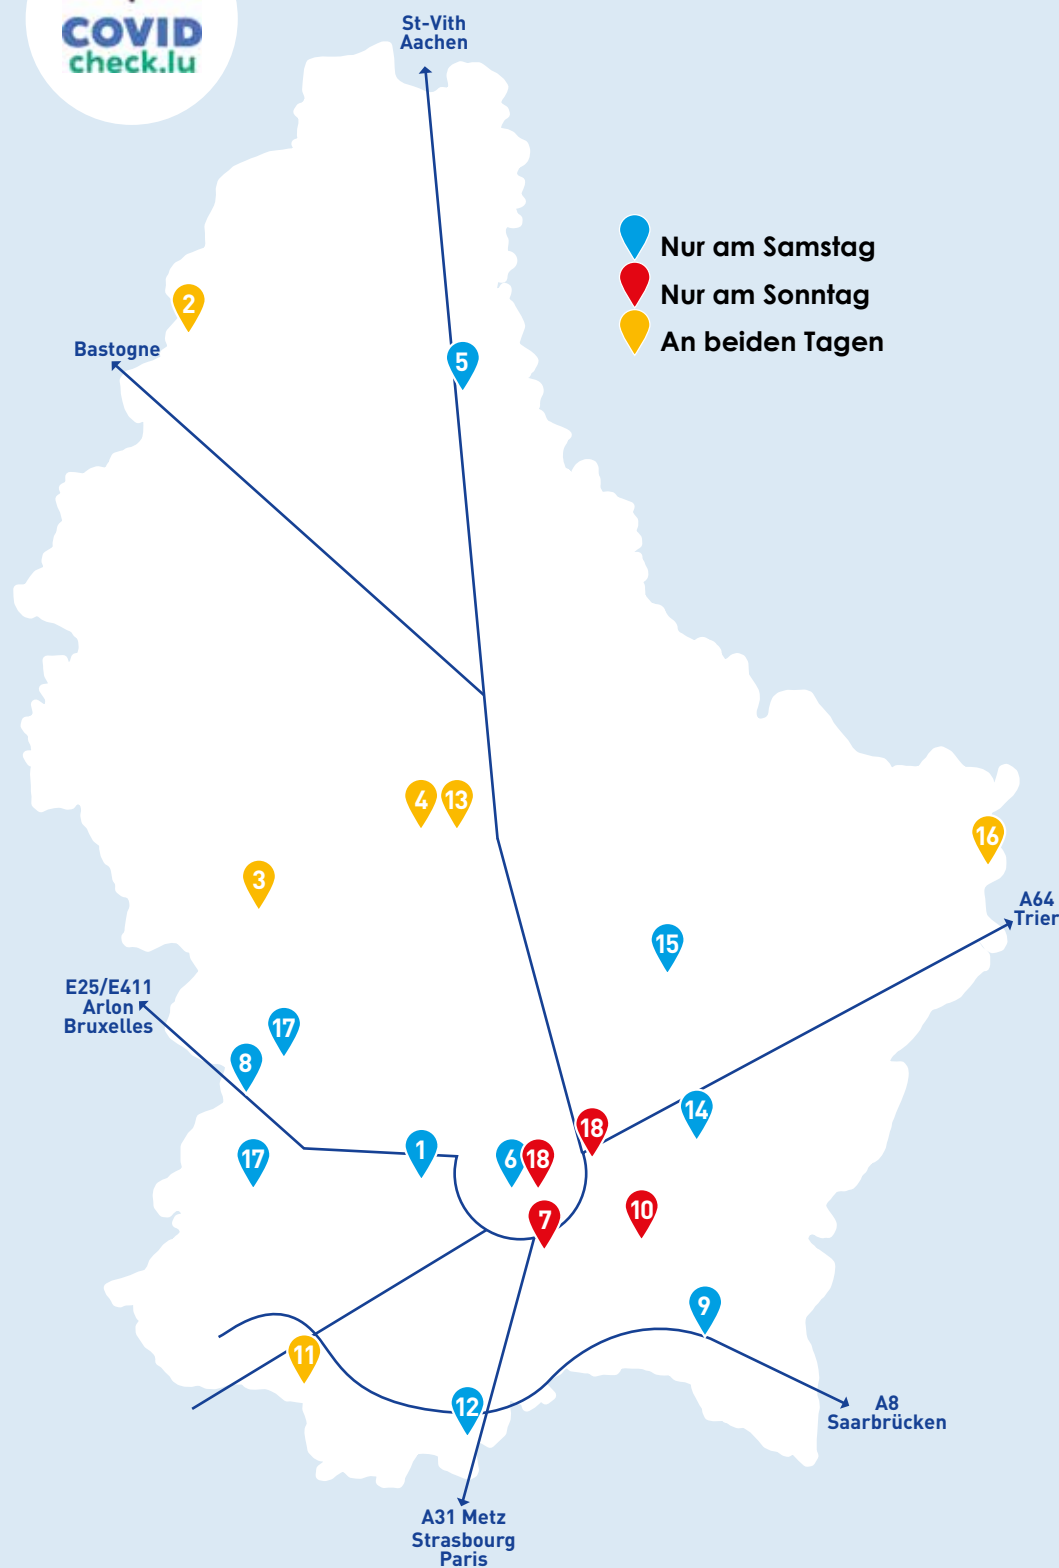 COVID
check.lu
St-Vith
Aachen
Nur am Samstag
Nur am Sonntag
An beiden Tagen
2
Bastogne
5
4
13
16
3
A64
Trier
15
E25/E411
Arlon
Bruxelles
17
8
14
18
1
6
18
17
10
7
9
11
12
A8
Saarbrücken
A31 Metz
Strasbourg
Paris